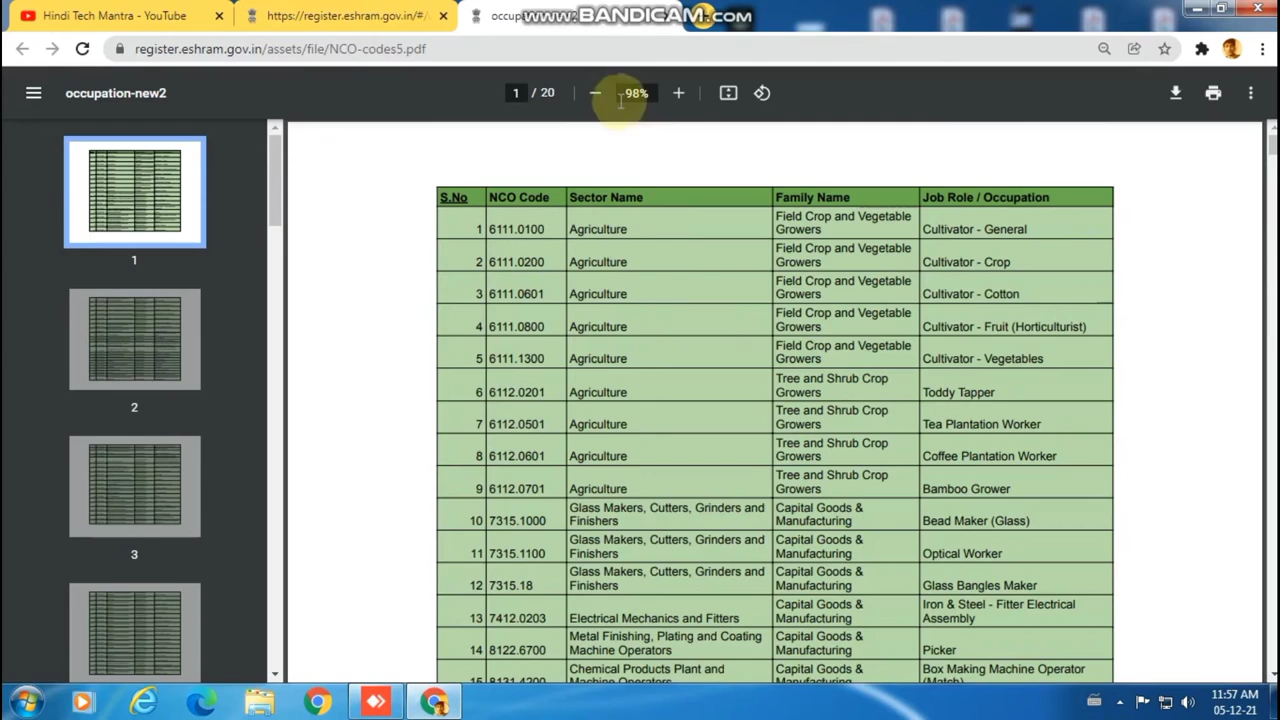 Hindi Tech Mantra - YouTube
https://register.eshram.gov.in/#/
occup
www.BANDICAM.com
register.eshram.gov.in/assets/file/NCO-codes5.pdf
occupation-new2
1 / 20
98%
S.No NCO Code Sector Name Family Name Job Role / Occupation
1 6111.0100 Agriculture Field Crop and Vegetable Growers Cultivator - General
2 6111.0200 Agriculture Field Crop and Vegetable Growers Cultivator - Crop
3 6111.0601 Agriculture Field Crop and Vegetable Growers Cultivator - Cotton
4 6111.0800 Agriculture Field Crop and Vegetable Growers Cultivator - Fruit (Horticulturist)
5 6111.1300 Agriculture Field Crop and Vegetable Growers Cultivator - Vegetables
6 6112.0201 Agriculture Tree and Shrub Crop Growers Toddy Tapper
7 6112.0501 Agriculture Tree and Shrub Crop Growers Tea Plantation Worker
8 6112.0601 Agriculture Tree and Shrub Crop Growers Coffee Plantation Worker
9 6112.0701 Agriculture Tree and Shrub Crop Growers Bamboo Grower
10 7315.1000 Glass Makers, Cutters, Grinders and Finishers Capital Goods & Manufacturing Bead Maker (Glass)
11 7315.1100 Glass Makers, Cutters, Grinders and Finishers Capital Goods & Manufacturing Optical Worker
12 7315.18 Glass Makers, Cutters, Grinders and Finishers Capital Goods & Manufacturing Glass Bangles Maker
13 7412.0203 Electrical Mechanics and Fitters Capital Goods & Manufacturing Iron & Steel - Fitter Electrical Assembly
14 8122.6700 Metal Finishing, Plating and Coating Machine Operators Capital Goods & Manufacturing Picker
15 8131.4200 Chemical Products Plant and Machine Operators Capital Goods & Manufacturing Box Making Machine Operator (Match)
1
2
3
11:57 AM
05-12-21